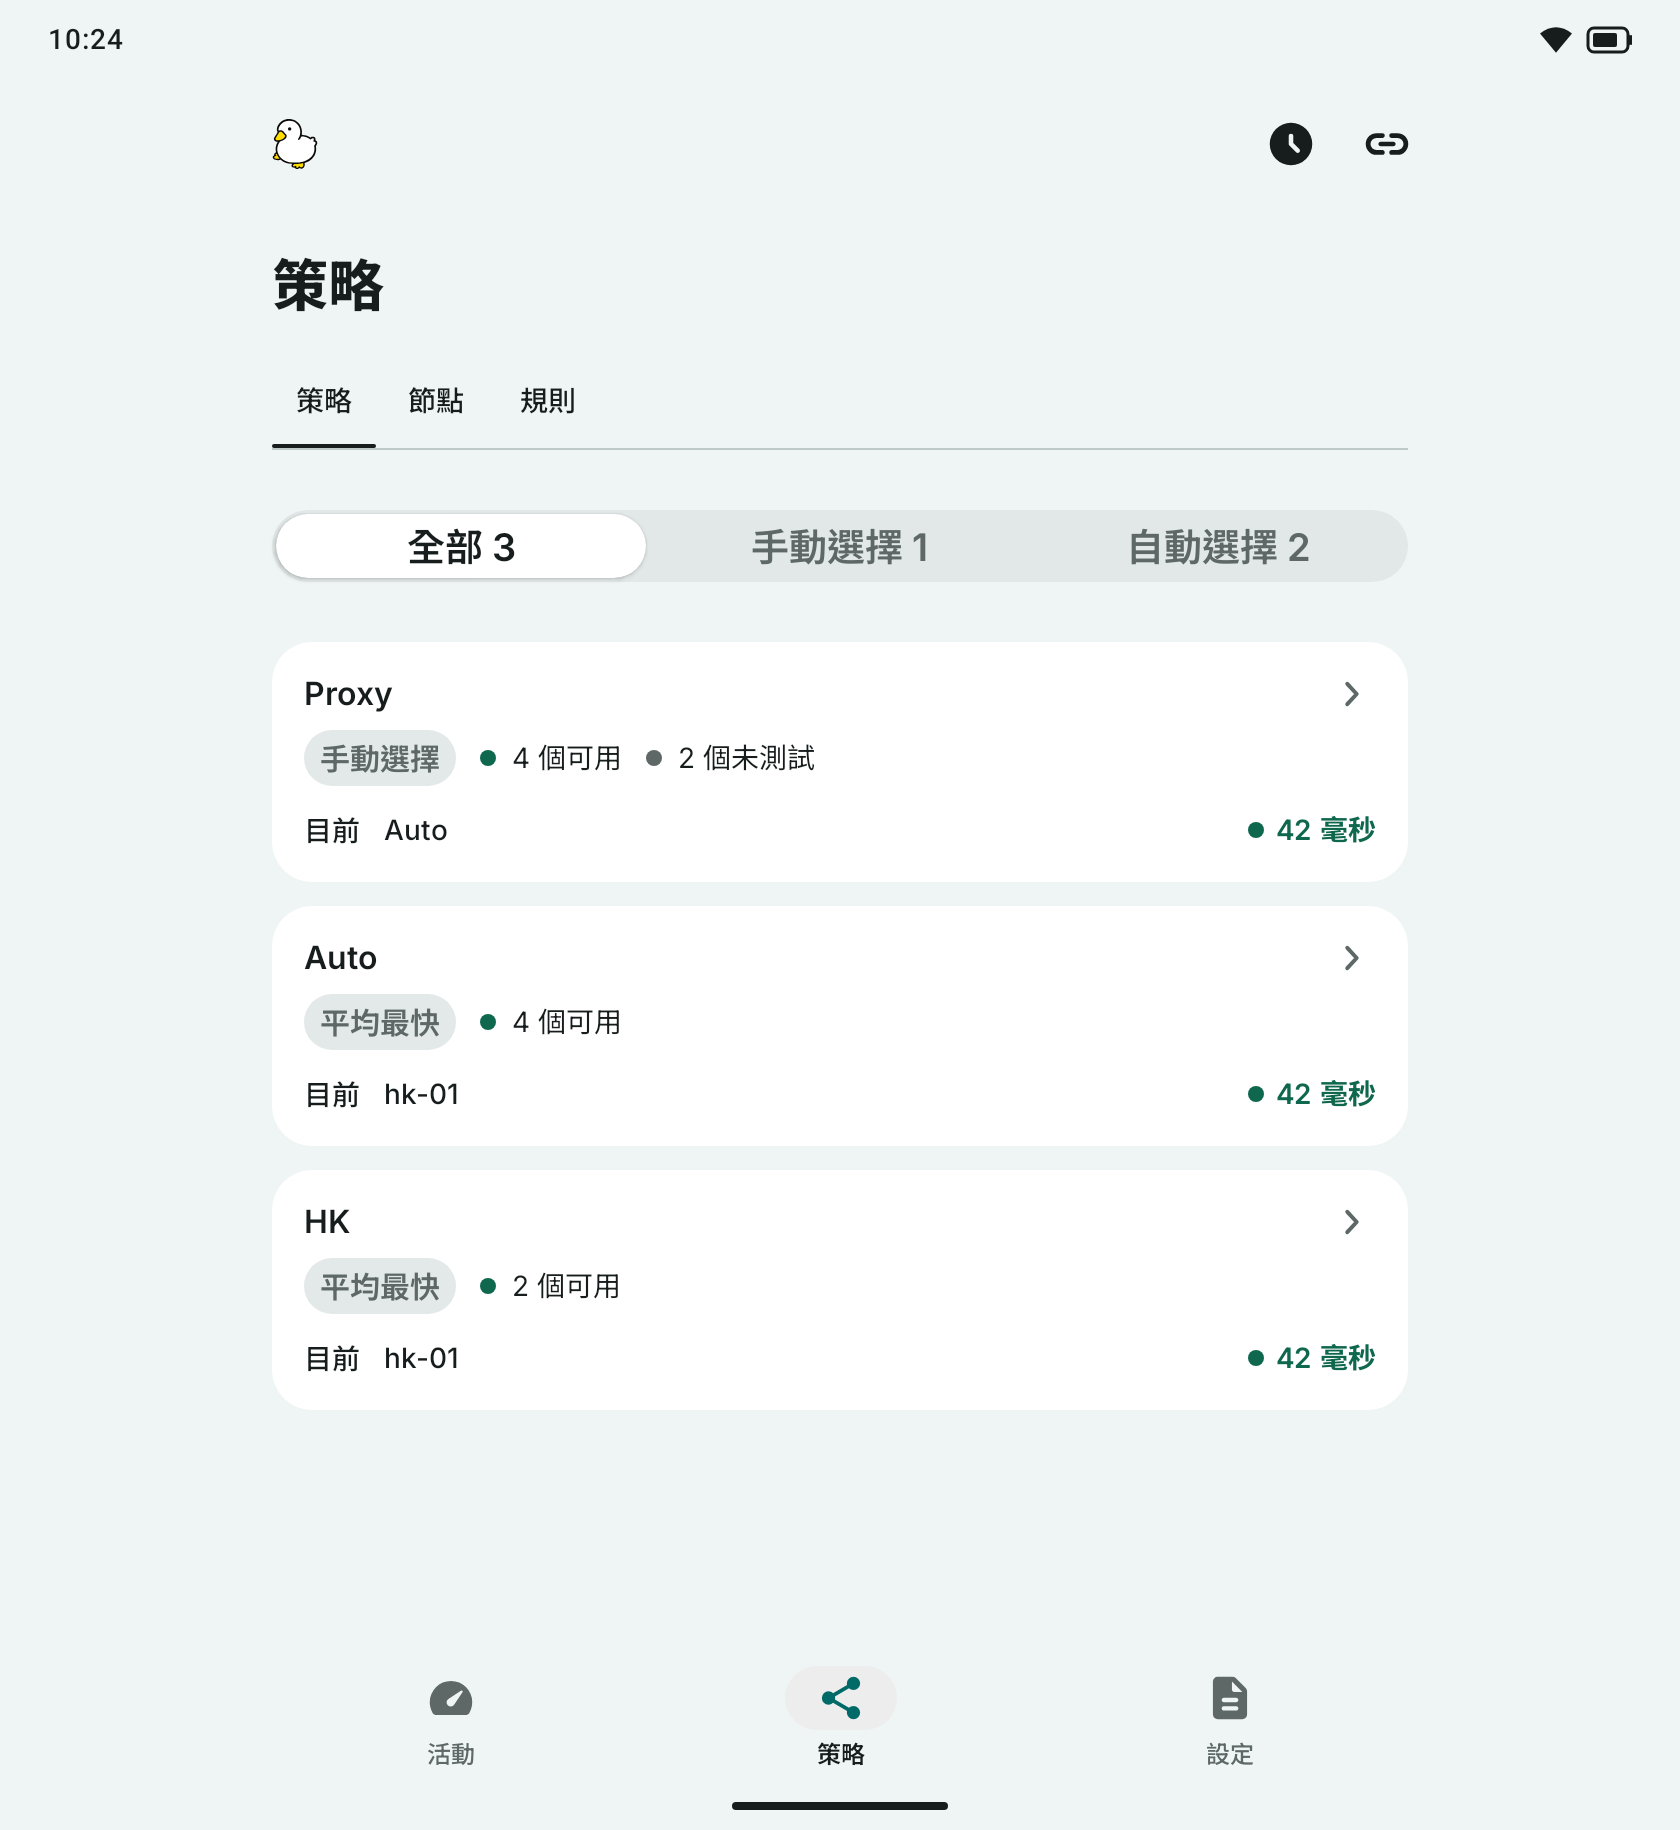 10:24
策略
策略 節點 規則
全部 3 手動選擇 1 自動選擇 2
Proxy
手動選擇 4 個可用 2 個未測試
目前 Auto 42 毫秒
Auto
平均最快 4 個可用
目前 hk-01 42 毫秒
HK
平均最快 2 個可用
目前 hk-01 42 毫秒
活動 策略 設定